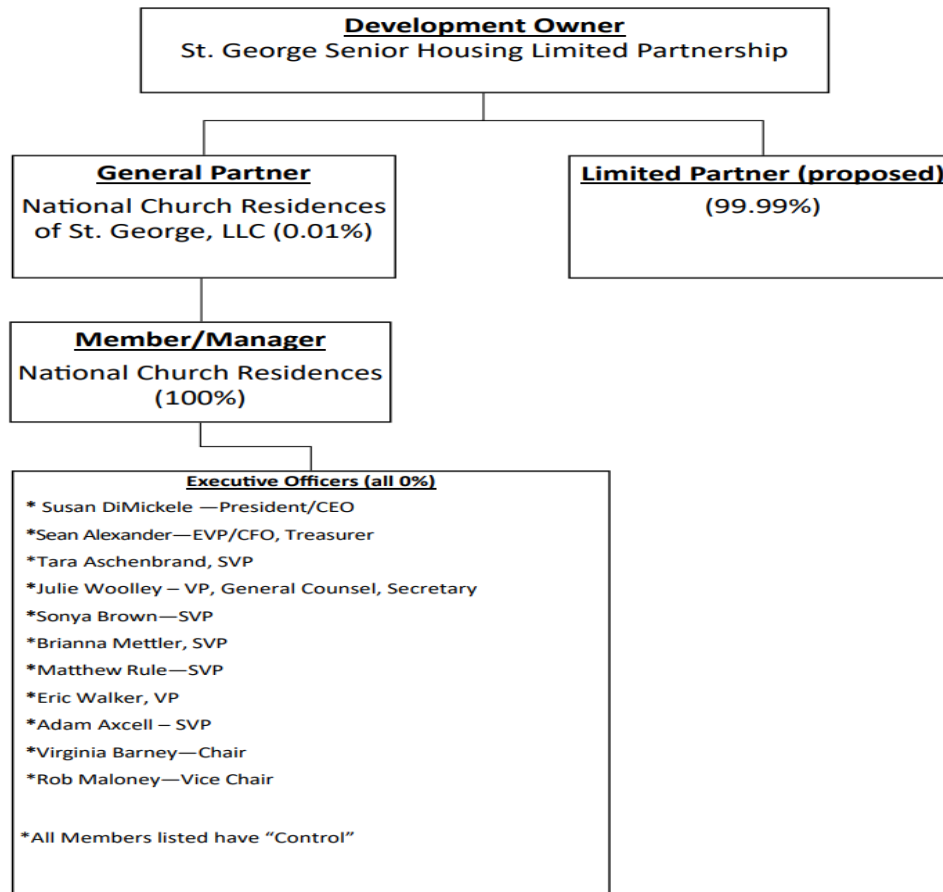 Development Owner
St. George Senior Housing Limited Partnership
General Partner
National Church Residences
of St. George, LLC (0.01%)
Limited Partner (proposed)
(99.99%)
Member/Manager
National Church Residences
(100%)
Executive Officers (all 0%)
* Susan DiMickele —President/CEO
*Sean Alexander—EVP/CFO, Treasurer
*Tara Aschenbrand, SVP
*Julie Woolley – VP, General Counsel, Secretary
*Sonya Brown—SVP
*Brianna Mettler, SVP
*Matthew Rule—SVP
*Eric Walker, VP
*Adam Axcell – SVP
*Virginia Barney—Chair
*Rob Maloney—Vice Chair
*All Members listed have “Control”